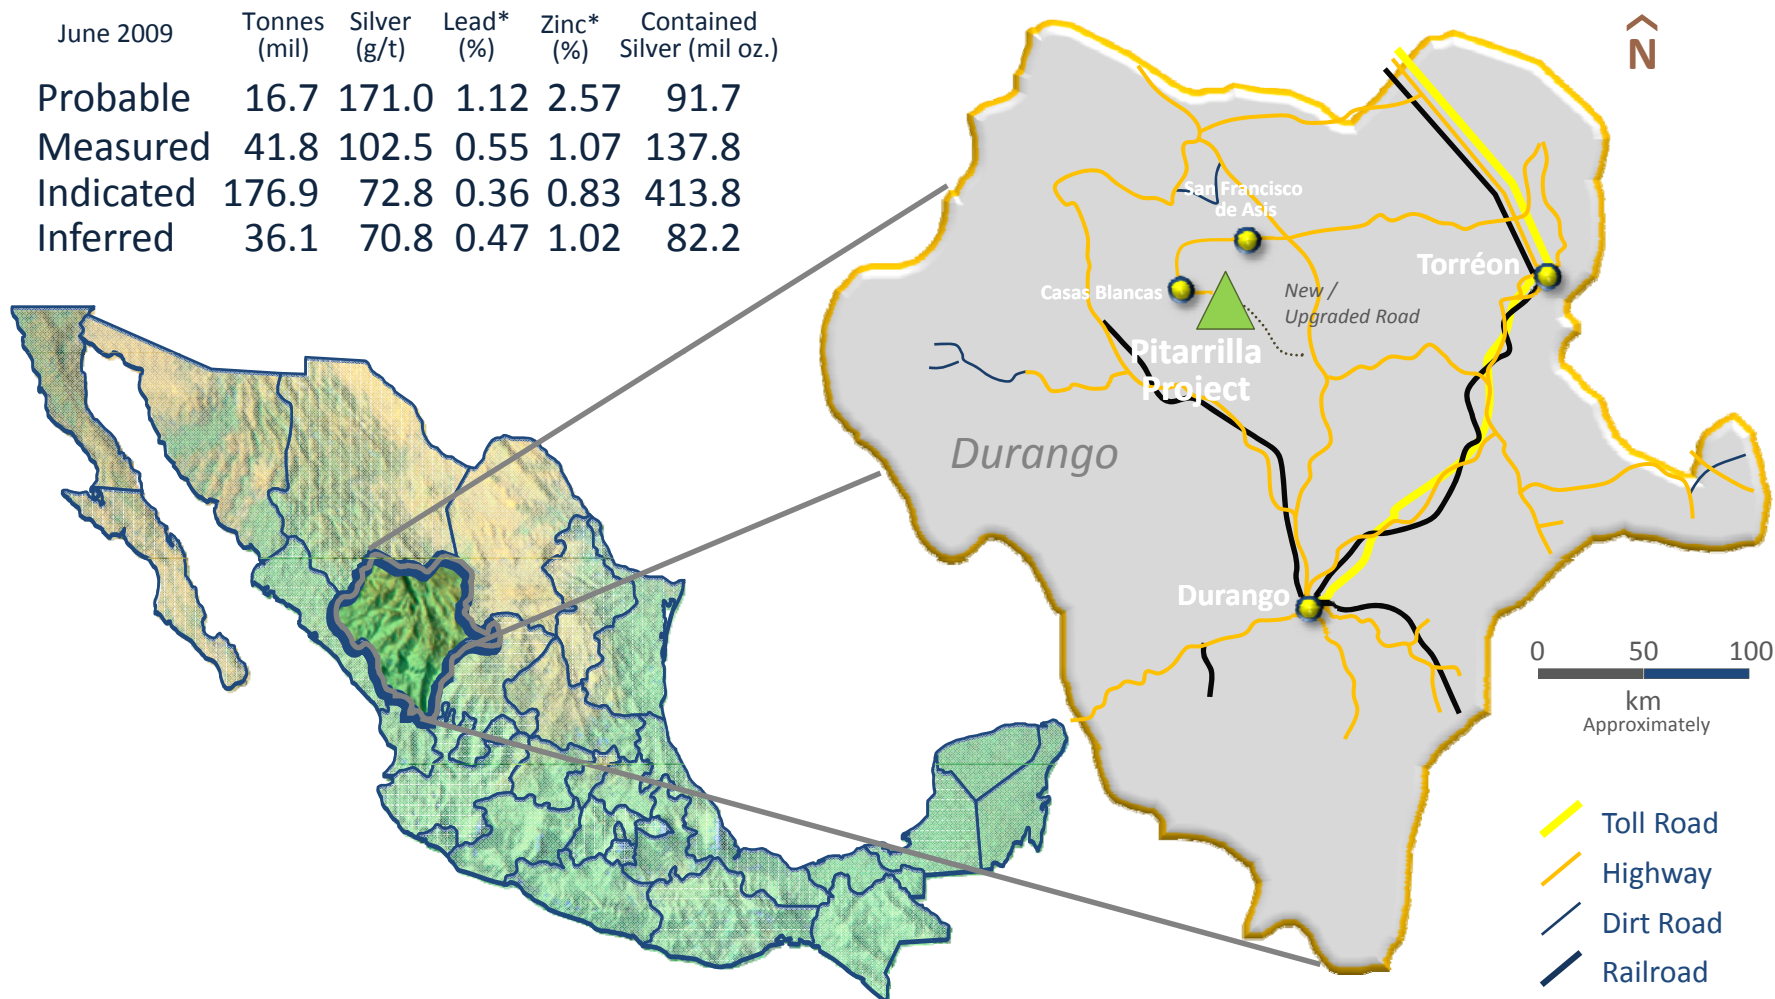 June 2009 Tonnes (mil) Silver (g/t) Lead* (%) Zinc* (%) Contained Silver (mil oz.)
Probable 16.7 171.0 1.12 2.57 91.7
Measured 41.8 102.5 0.55 1.07 137.8
Indicated 176.9 72.8 0.36 0.83 413.8
Inferred 36.1 70.8 0.47 1.02 82.2
N
San Francisco
de Asis
Torréon
Casas Blancas
New /
Upgraded Road
Pitarrilla
Project
Durango
Durango
0 50 100
km
Approximately
Toll Road
Highway
Dirt Road
Railroad